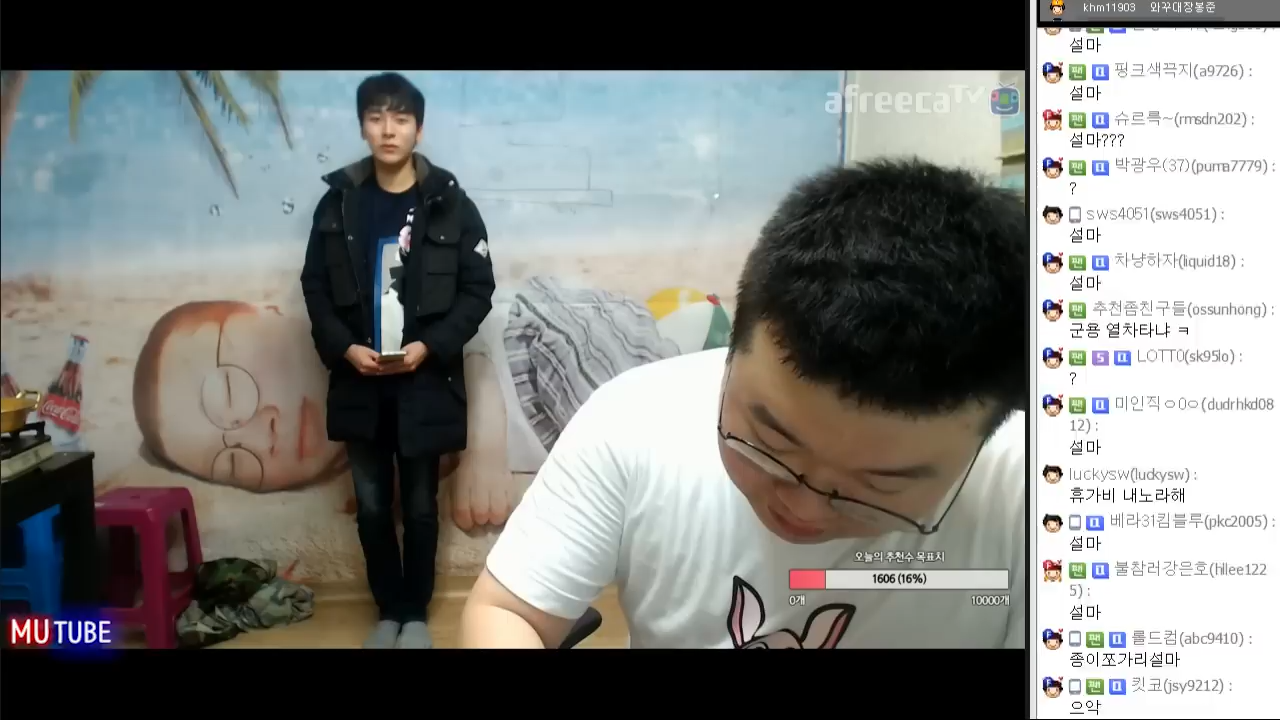 afreecaTV
Coca-Cola
오늘의 추천수 목표치
1606 (16%)
0개
10000개
MUTUBE
khm11903 와꾸대장봉준
설마
핑크색끅지(a9726) :
설마
슈르륵~(rmsdn202) :
설마???
박광우(37)(puma7779) :
?
sws4051(sws4051) :
설마
차냥하자(liquid18) :
설마
추천좀친구들(ossunhong) :
군용 열차타냐 ㅋ
LOTTO(sk95lo) :
?
미인직ㅇ0ㅇ(dudrhkd08
12) :
설마
luckysw(luckysw) :
휴가비 내노라해
베라31킴블루(pkc2005) :
설마
불참러강은호(hllee122
5) :
설마
롤드컴(abc9410) :
종이쪼가리설마
킷코(jsy9212) :
으악